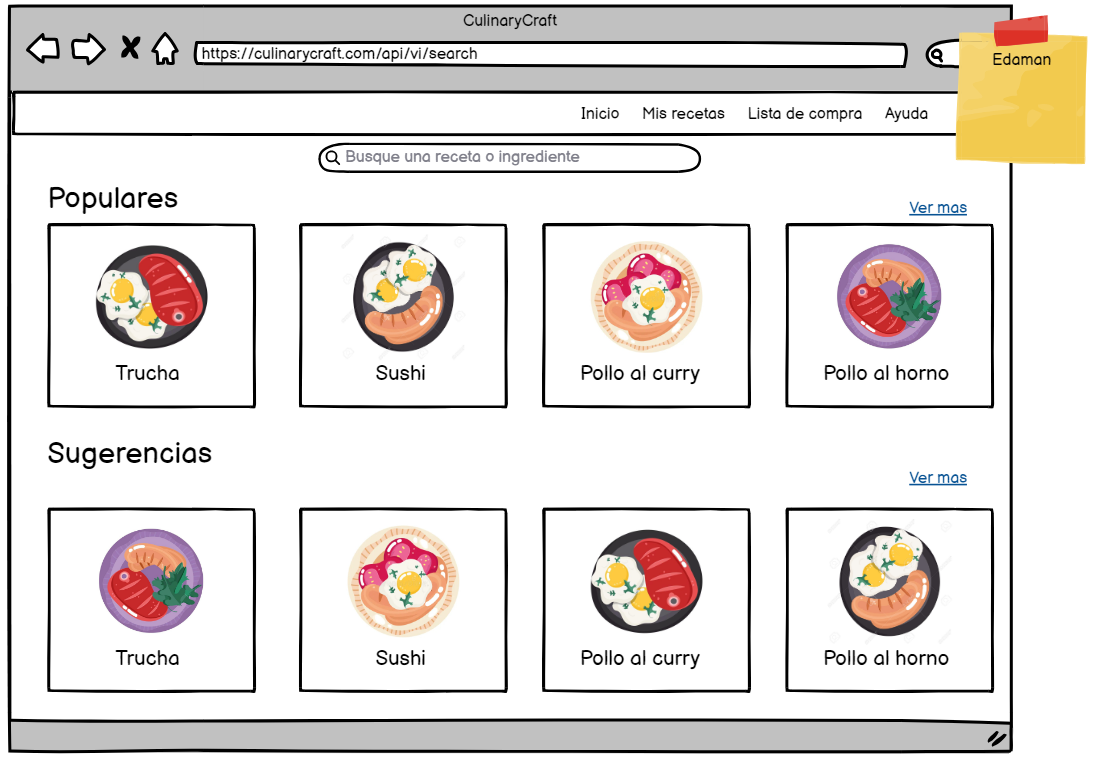 CulinaryCraft
https://culinarycraft.com/api/vi/search
Edaman
Inicio Mis recetas Lista de compra Ayuda
Busque una receta o ingrediente
Populares
Ver mas
Trucha Sushi Pollo al curry Pollo al horno
Sugerencias
Ver mas
Trucha Sushi Pollo al curry Pollo al horno